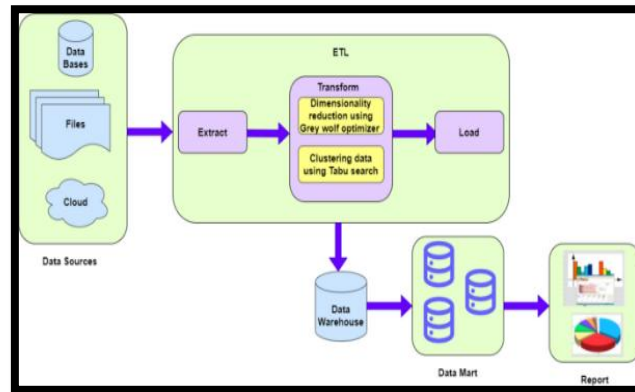 Data
Bases
Files
Cloud
Data Sources
ETL
Extract
Transform
Dimensionality
reduction using
Grey wolf optimizer
Clustering data
using Tabu search
Load
Data
Warehouse
Data Mart
Report